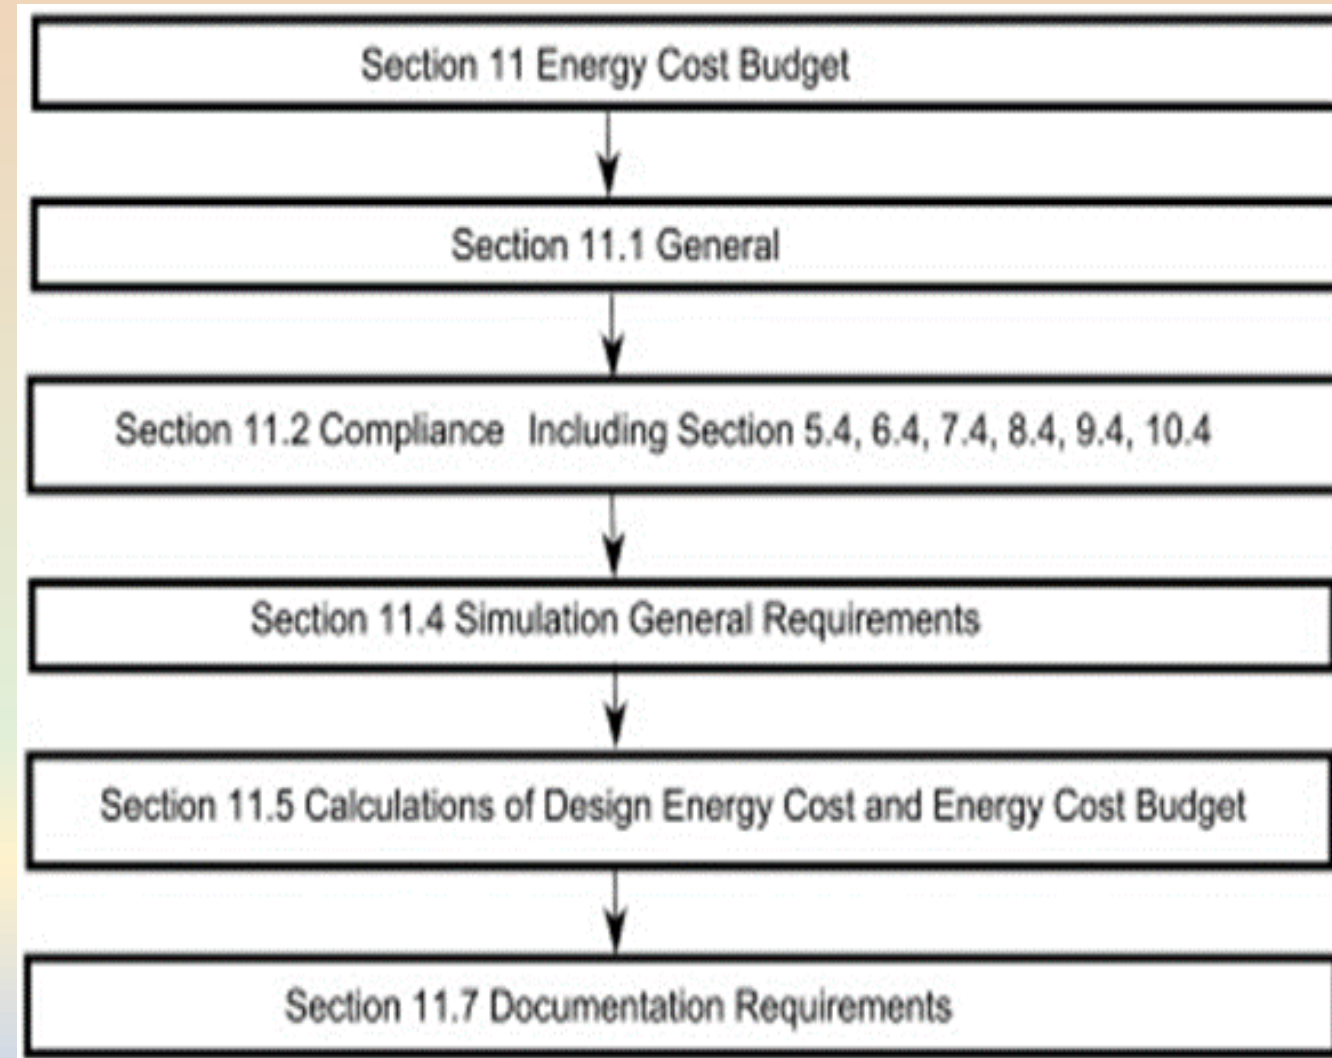 Section 11 Energy Cost Budget
Section 11.1 General
Section 11.2 Compliance Including Section 5.4, 6.4, 7.4, 8.4, 9.4, 10.4
Section 11.4 Simulation General Requirements
Section 11.5 Calculations of Design Energy Cost and Energy Cost Budget
Section 11.7 Documentation Requirements